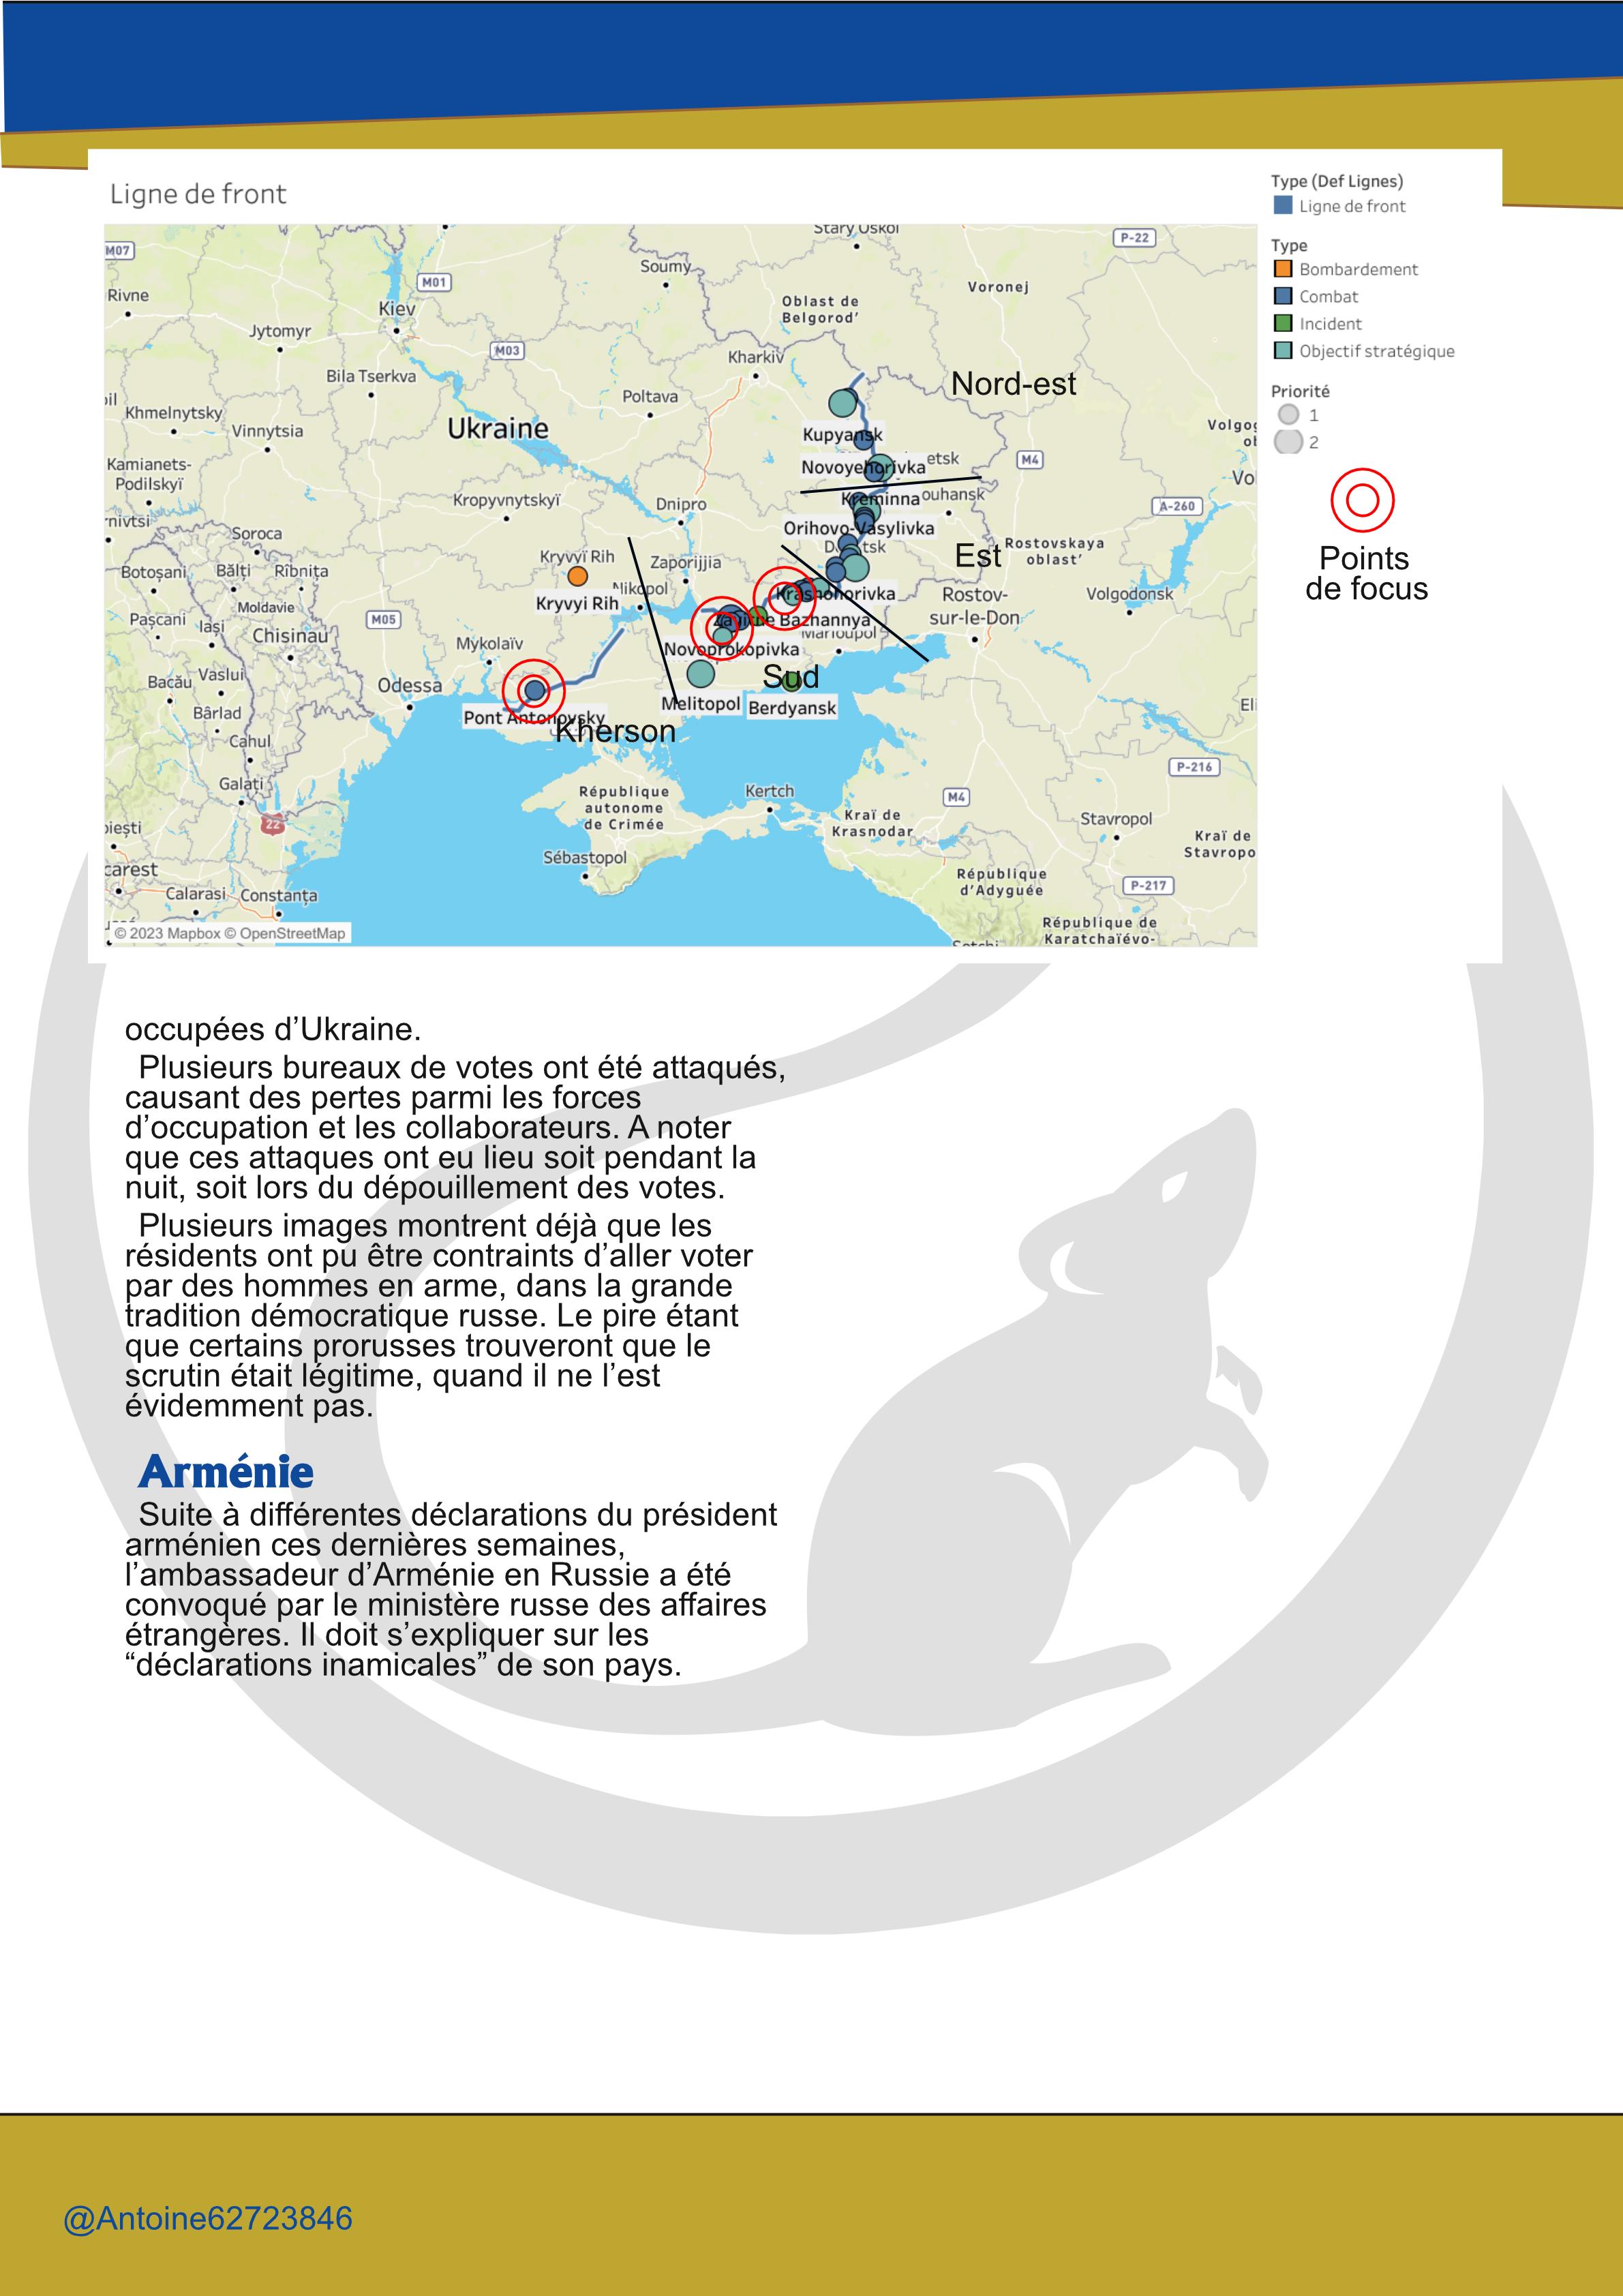 Ligne de front
Type (Def Lignes)
Ligne de front
Type
Bombardement
Combat
Incident
Objectif stratégique
Priorité
1
2
Points
de focus
M07
Stary Oskol
P-22
Soumy
M01
Rivne
Voronej
Oblast de
Belgorod'
Kiev
Jytomyr
M03
Kharkiv
Bila Tserkva
Nord-est
Poltava
Khmelnytsky
Vinnytsia
Ukraine
Kupyansk
Kamianets-
Podilskyï
Novoyehorivka
etsk
M4
Kropyvnytskyï
Dnipro
Kreminna
ouhansk
A-260
Soroca
Orihovo-Vasylivka
Kryvyï Rih
Zaporijjia
Est
Rostovskaya
oblast'
Botoşani
Bălți
Rîbnița
Kryvyi Rih
Nikopol
Krasnohorivka
Rostov-
sur-le-Don
Volgodonsk
Moldavie
Paşcani
Iaşi
M05
Chisinau
Bazhannya
Marioupol
Mykolaïv
Novoprokopivka
Bacău
Vaslui
Odessa
Sud
Melitopol
Berdyansk
Bârlad
Pont Antonovsky
Kherson
Cahul
P-216
Galați
République
autonome
de Crimée
Kertch
M4
22
Kraï de
Krasnodar
Stavropol
Kraï de
Stavropo
Sébastopol
carest
Calarasi
Constanța
République
d'Adyguée
P-217
République de
Karatchaïévo-
© 2023 Mapbox © OpenStreetMap
occupées d’Ukraine.
Plusieurs bureaux de votes ont été attaqués,
causant des pertes parmi les forces
d’occupation et les collaborateurs. A noter
que ces attaques ont eu lieu soit pendant la
nuit, soit lors du dépouillement des votes.
Plusieurs images montrent déjà que les
résidents ont pu être contraints d’aller voter
par des hommes en arme, dans la grande
tradition démocratique russe. Le pire étant
que certains prorusses trouveront que le
scrutin était légitime, quand il ne l’est
évidemment pas.
Arménie
Suite à différentes déclarations du président
arménien ces dernières semaines,
l’ambassadeur d’Arménie en Russie a été
convoqué par le ministère russe des affaires
étrangères. Il doit s’expliquer sur les
“déclarations inamicales” de son pays.
@Antoine62723846